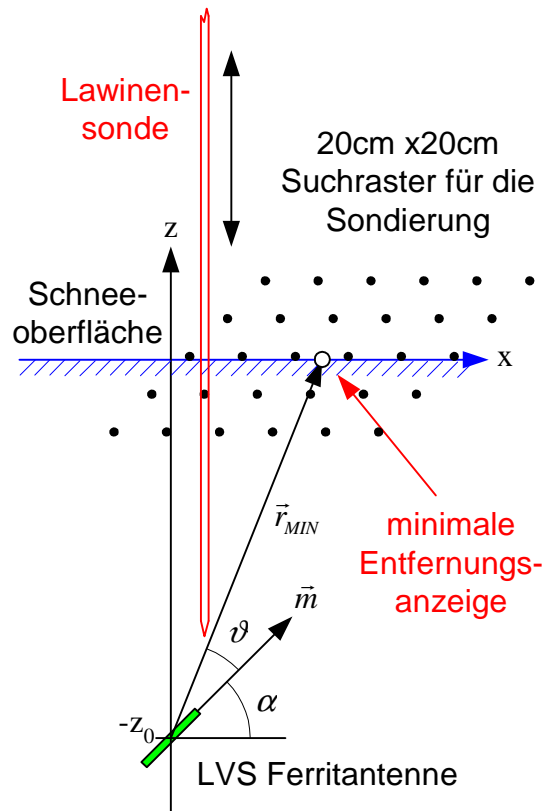 Lawinen-
sonde
20cm x20cm
Suchraster für die
Sondierung
z
Schnee-
oberfläche
x
r⃗MIN
minimale
Entfernungs-
anzeige
m⃗
ϑ
α
-z0
LVS Ferritantenne